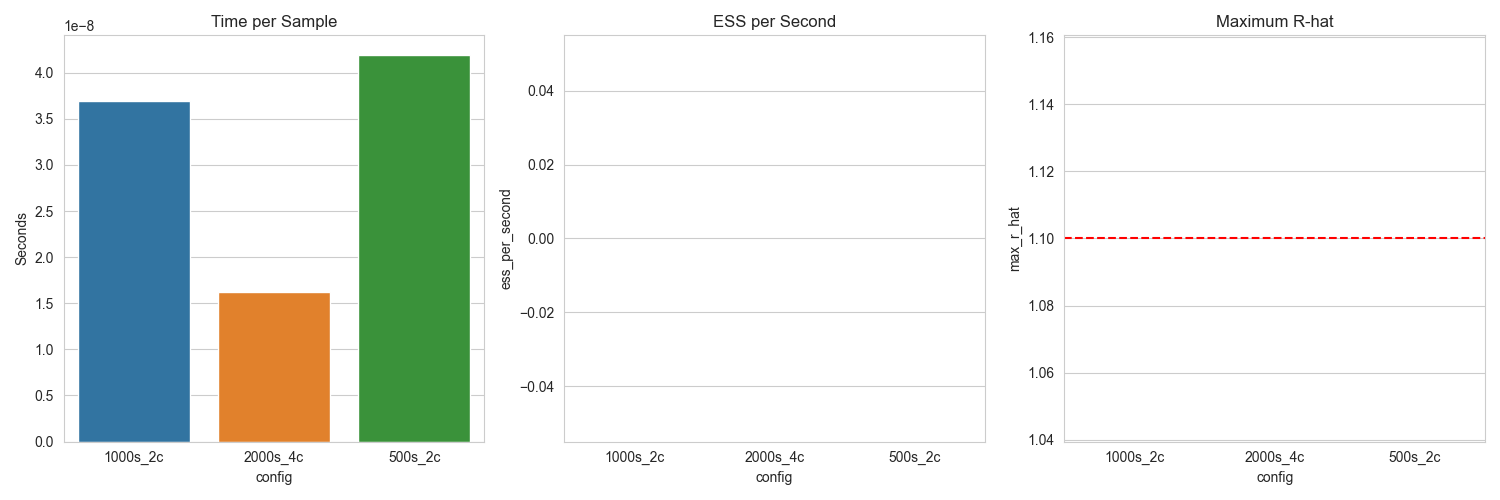 Time per Sample
1e−8
4.0
3.5
3.0
2.5
2.0
1.5
1.0
0.5
0.0
Seconds
1000s_2c
2000s_4c
500s_2c
config
ESS per Second
0.04
0.02
0.00
−0.02
−0.04
ess_per_second
1000s_2c
2000s_4c
500s_2c
config
Maximum R-hat
1.16
1.14
1.12
1.10
1.08
1.06
1.04
max_r_hat
1000s_2c
2000s_4c
500s_2c
config